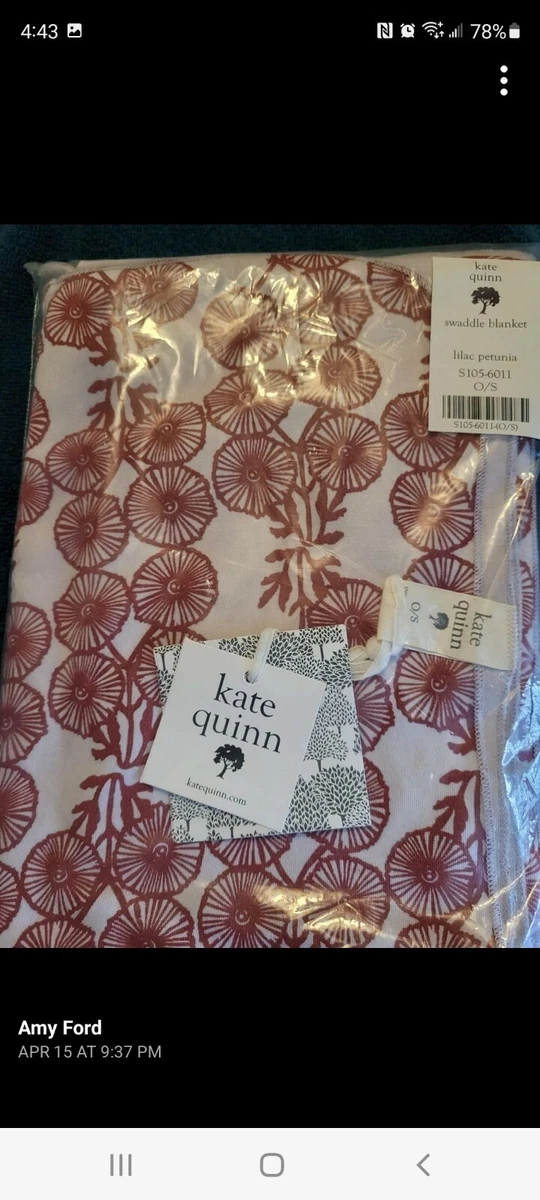 4:43
78%
kate
quinn
swaddle blanket
lilac petunia
S105-6011
O/S
S105-6011-(O/S)
kate
quinn
O/S
kate
quinn
katequinn.com
Amy Ford
APR 15 AT 9:37 PM